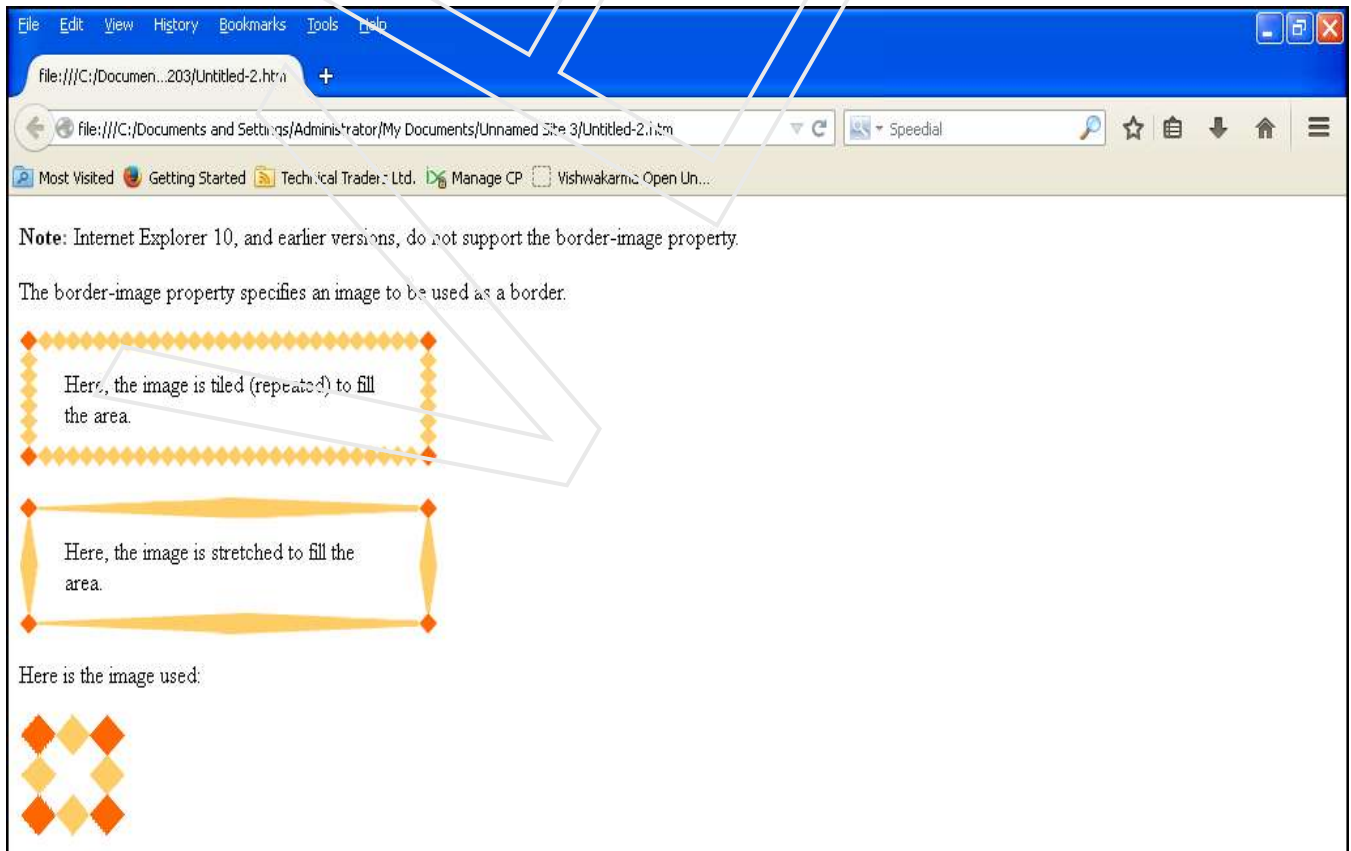 File Edit View History Bookmarks Tools Help
file:///C:/Documen...203/Untitled-2.htm
file:///C:/Documents and Settings/Administrator/My Documents/Unnamed Site 3/Untitled-2.htm Speedial
Most Visited Getting Started Technical Traders Ltd. Manage CP Vishwakarma Open Un...
Note: Internet Explorer 10, and earlier versions, do not support the border-image property.
The border-image property specifies an image to be used as a border.
Here, the image is tiled (repeated) to fill
the area.
Here, the image is stretched to fill the
area.
Here is the image used: